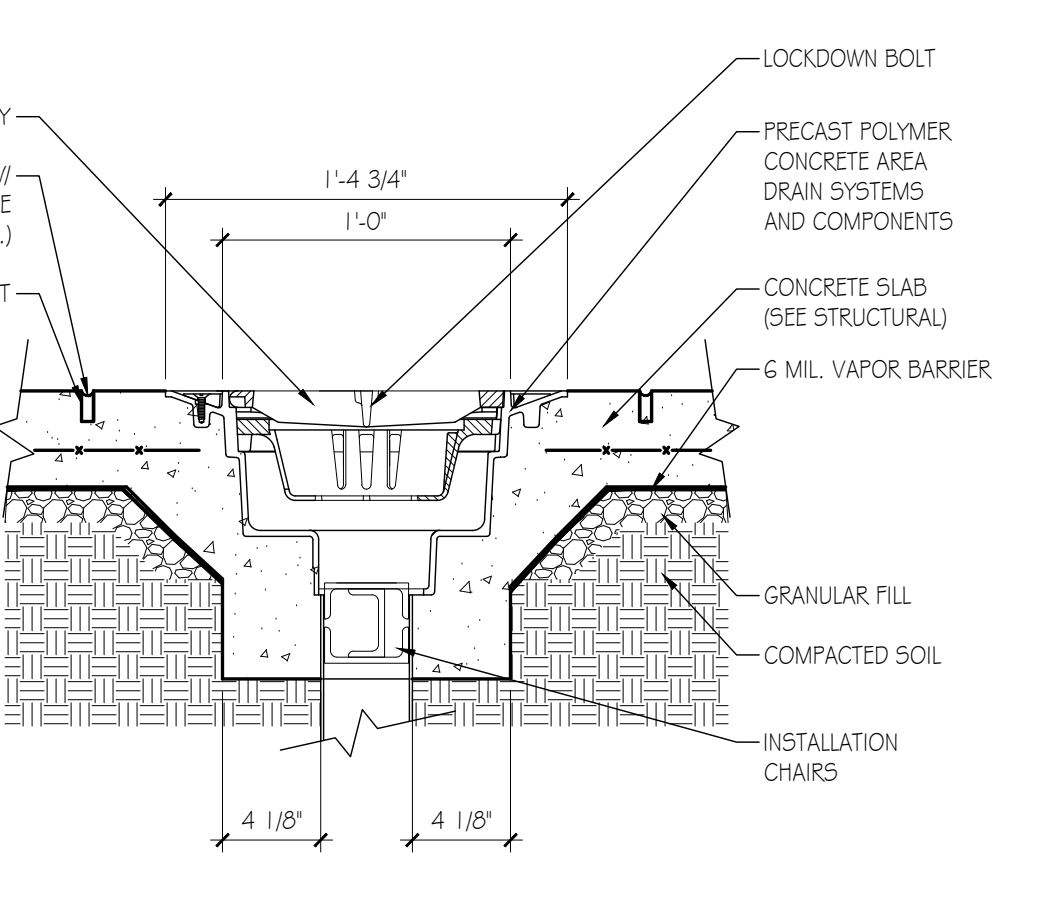 LOCKDOWN BOLT
Y
PRECAST POLYMER
CONCRETE AREA
DRAIN SYSTEMS
AND COMPONENTS
//
E
.)
1'-4 3/4"
1'-0"
T
CONCRETE SLAB
(SEE STRUCTURAL)
6 MIL. VAPOR BARRIER
GRANULAR FILL
COMPACTED SOIL
INSTALLATION
CHAIRS
4 1/8"
4 1/8"